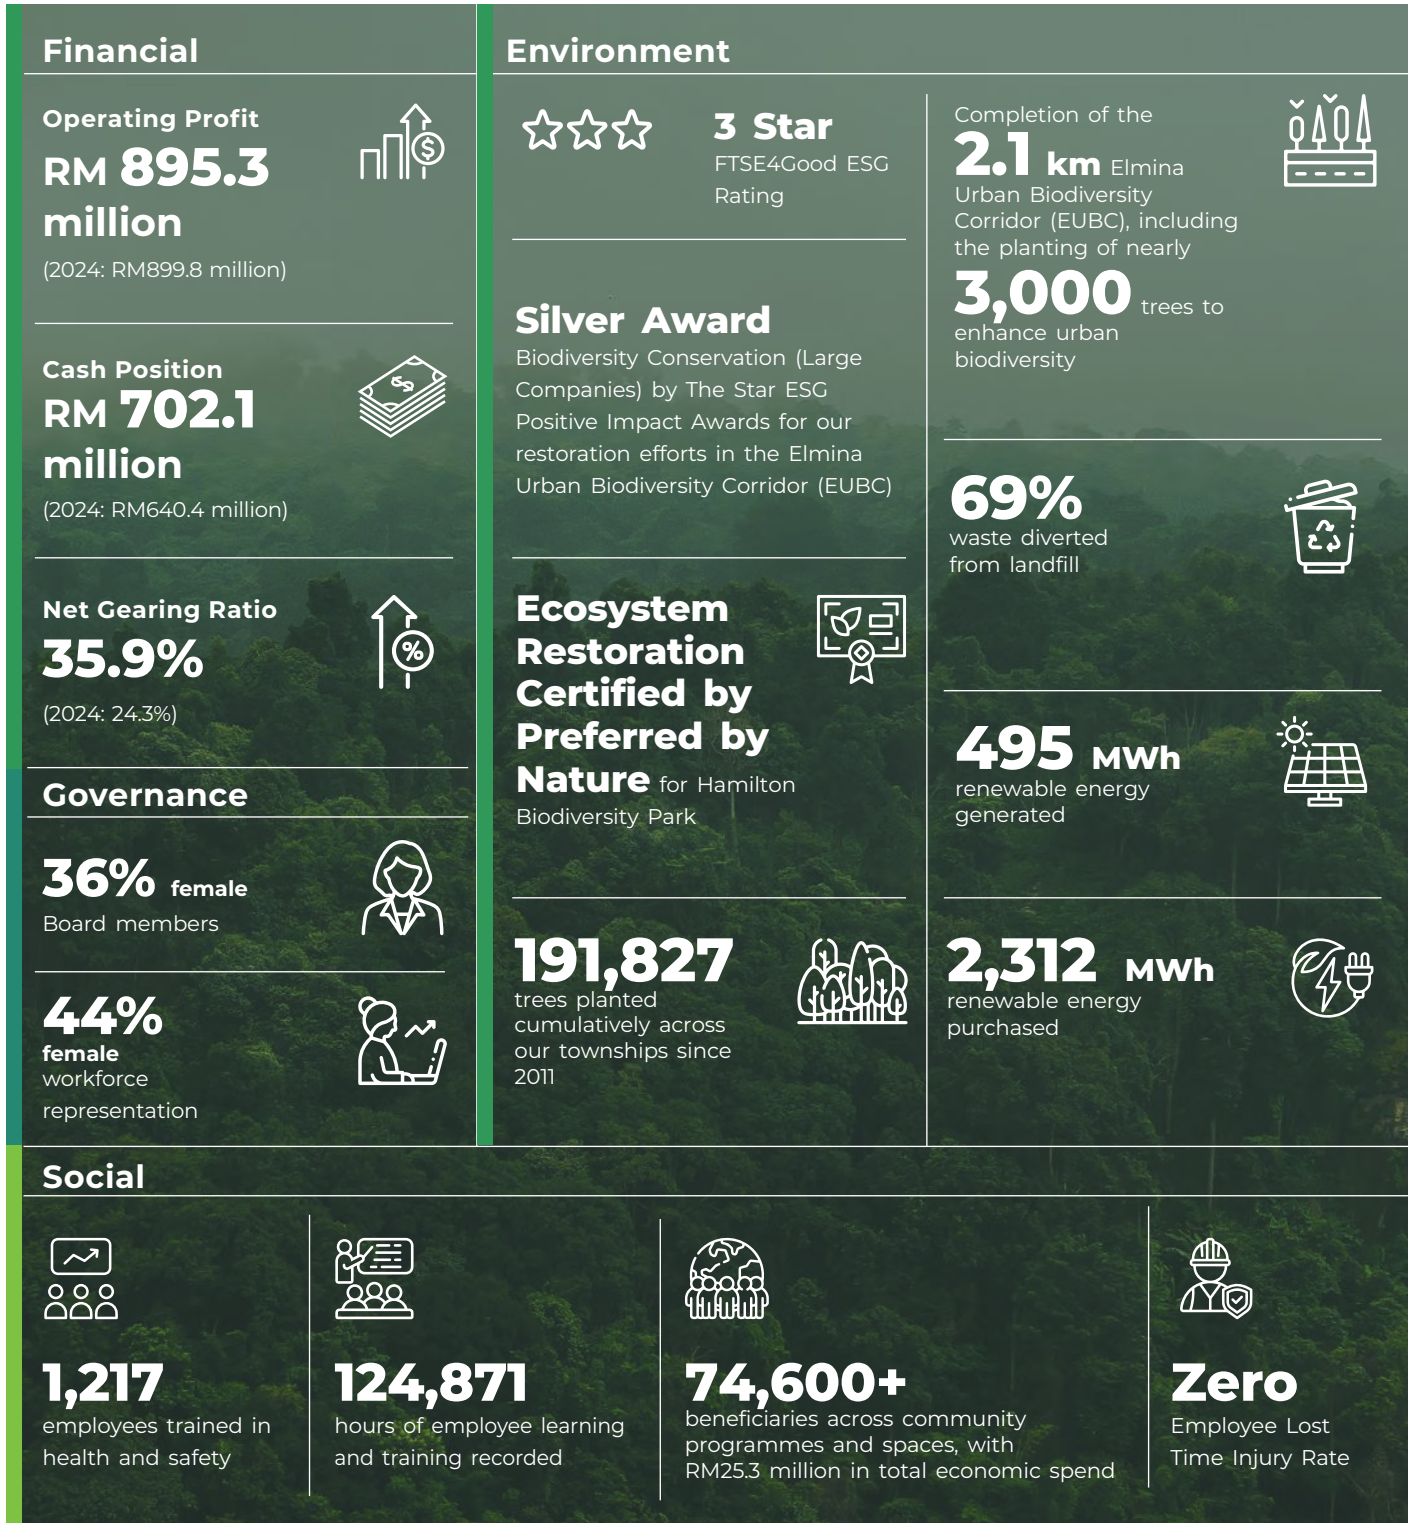 Financial
Operating Profit
RM 895.3
million
(2024: RM899.8 million)
Cash Position
RM 702.1
million
(2024: RM640.4 million)
Net Gearing Ratio
35.9%
(2024: 24.3%)
Governance
36% female
Board members
44%
female
workforce
representation
Environment
3 Star
FTSE4Good ESG
Rating
Silver Award
Biodiversity Conservation (Large
Companies) by The Star ESG
Positive Impact Awards for our
restoration efforts in the Elmina
Urban Biodiversity Corridor (EUBC)
Ecosystem
Restoration
Certified by
Preferred by
Nature for Hamilton
Biodiversity Park
191,827
trees planted
cumulatively across
our townships since
2011
Completion of the
2.1 km Elmina
Urban Biodiversity
Corridor (EUBC), including
the planting of nearly
3,000 trees to
enhance urban
biodiversity
69%
waste diverted
from landfill
495 MWh
renewable energy
generated
2,312 MWh
renewable energy
purchased
Social
1,217
employees trained in
health and safety
124,871
hours of employee learning
and training recorded
74,600+
beneficiaries across community
programmes and spaces, with
RM25.3 million in total economic spend
Zero
Employee Lost
Time Injury Rate